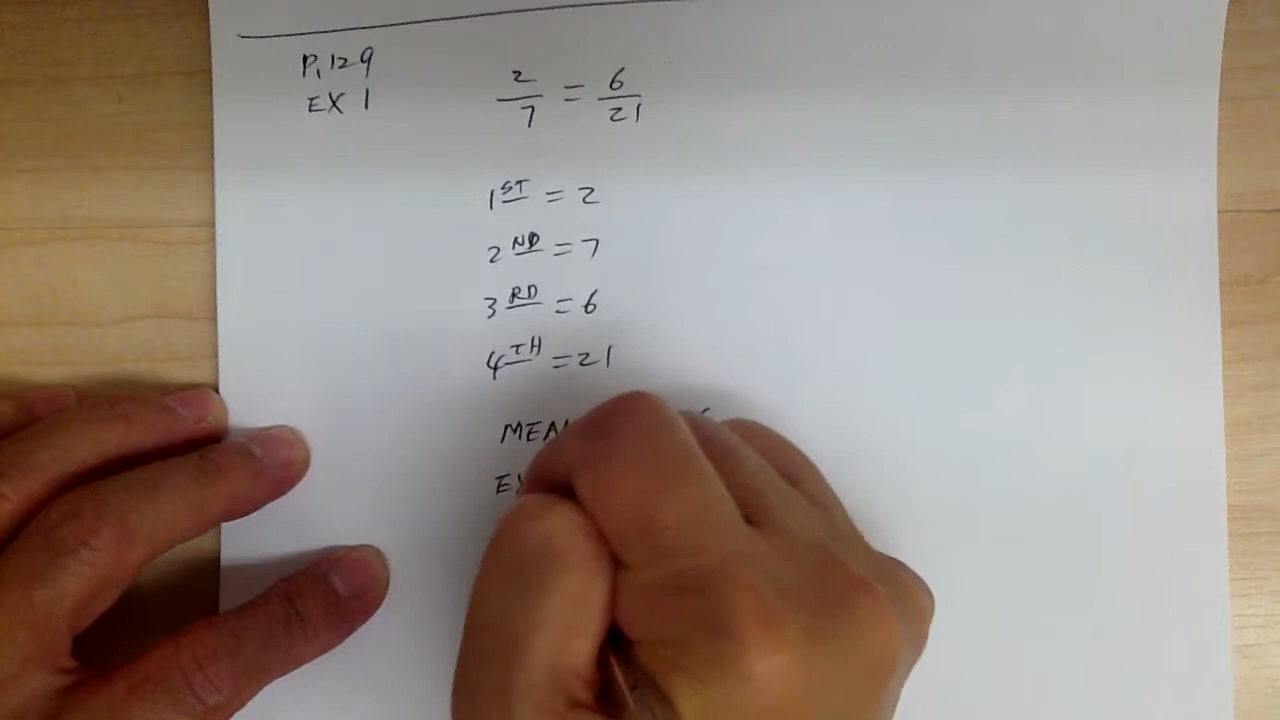 P. 129
EX 1
2/7 = 6/21
1ST = 2
2ND = 7
3RD = 6
4TH = 21